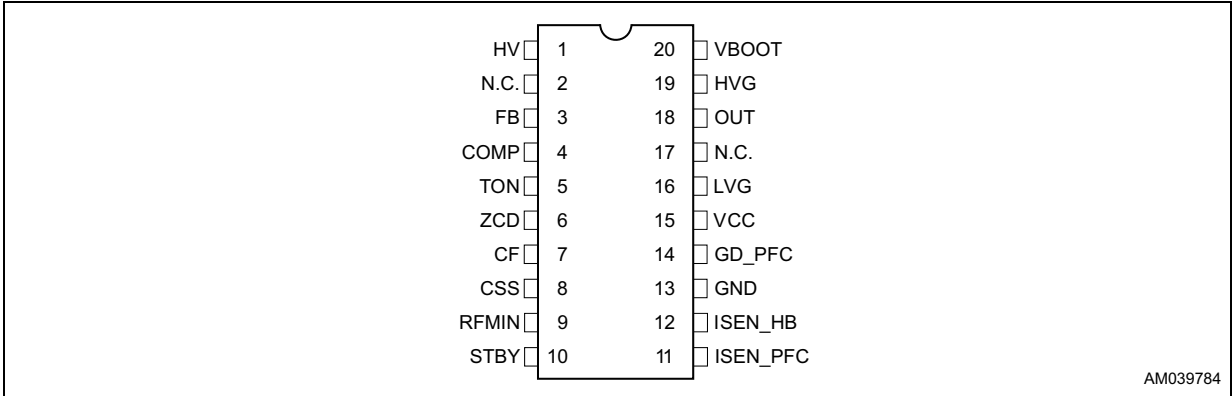 HV 1 20 VBOOT
N.C. 2 19 HVG
FB 3 18 OUT
COMP 4 17 N.C.
TON 5 16 LVG
ZCD 6 15 VCC
CF 7 14 GD_PFC
CSS 8 13 GND
RFMIN 9 12 ISEN_HB
STBY 10 11 ISEN_PFC
AM039784